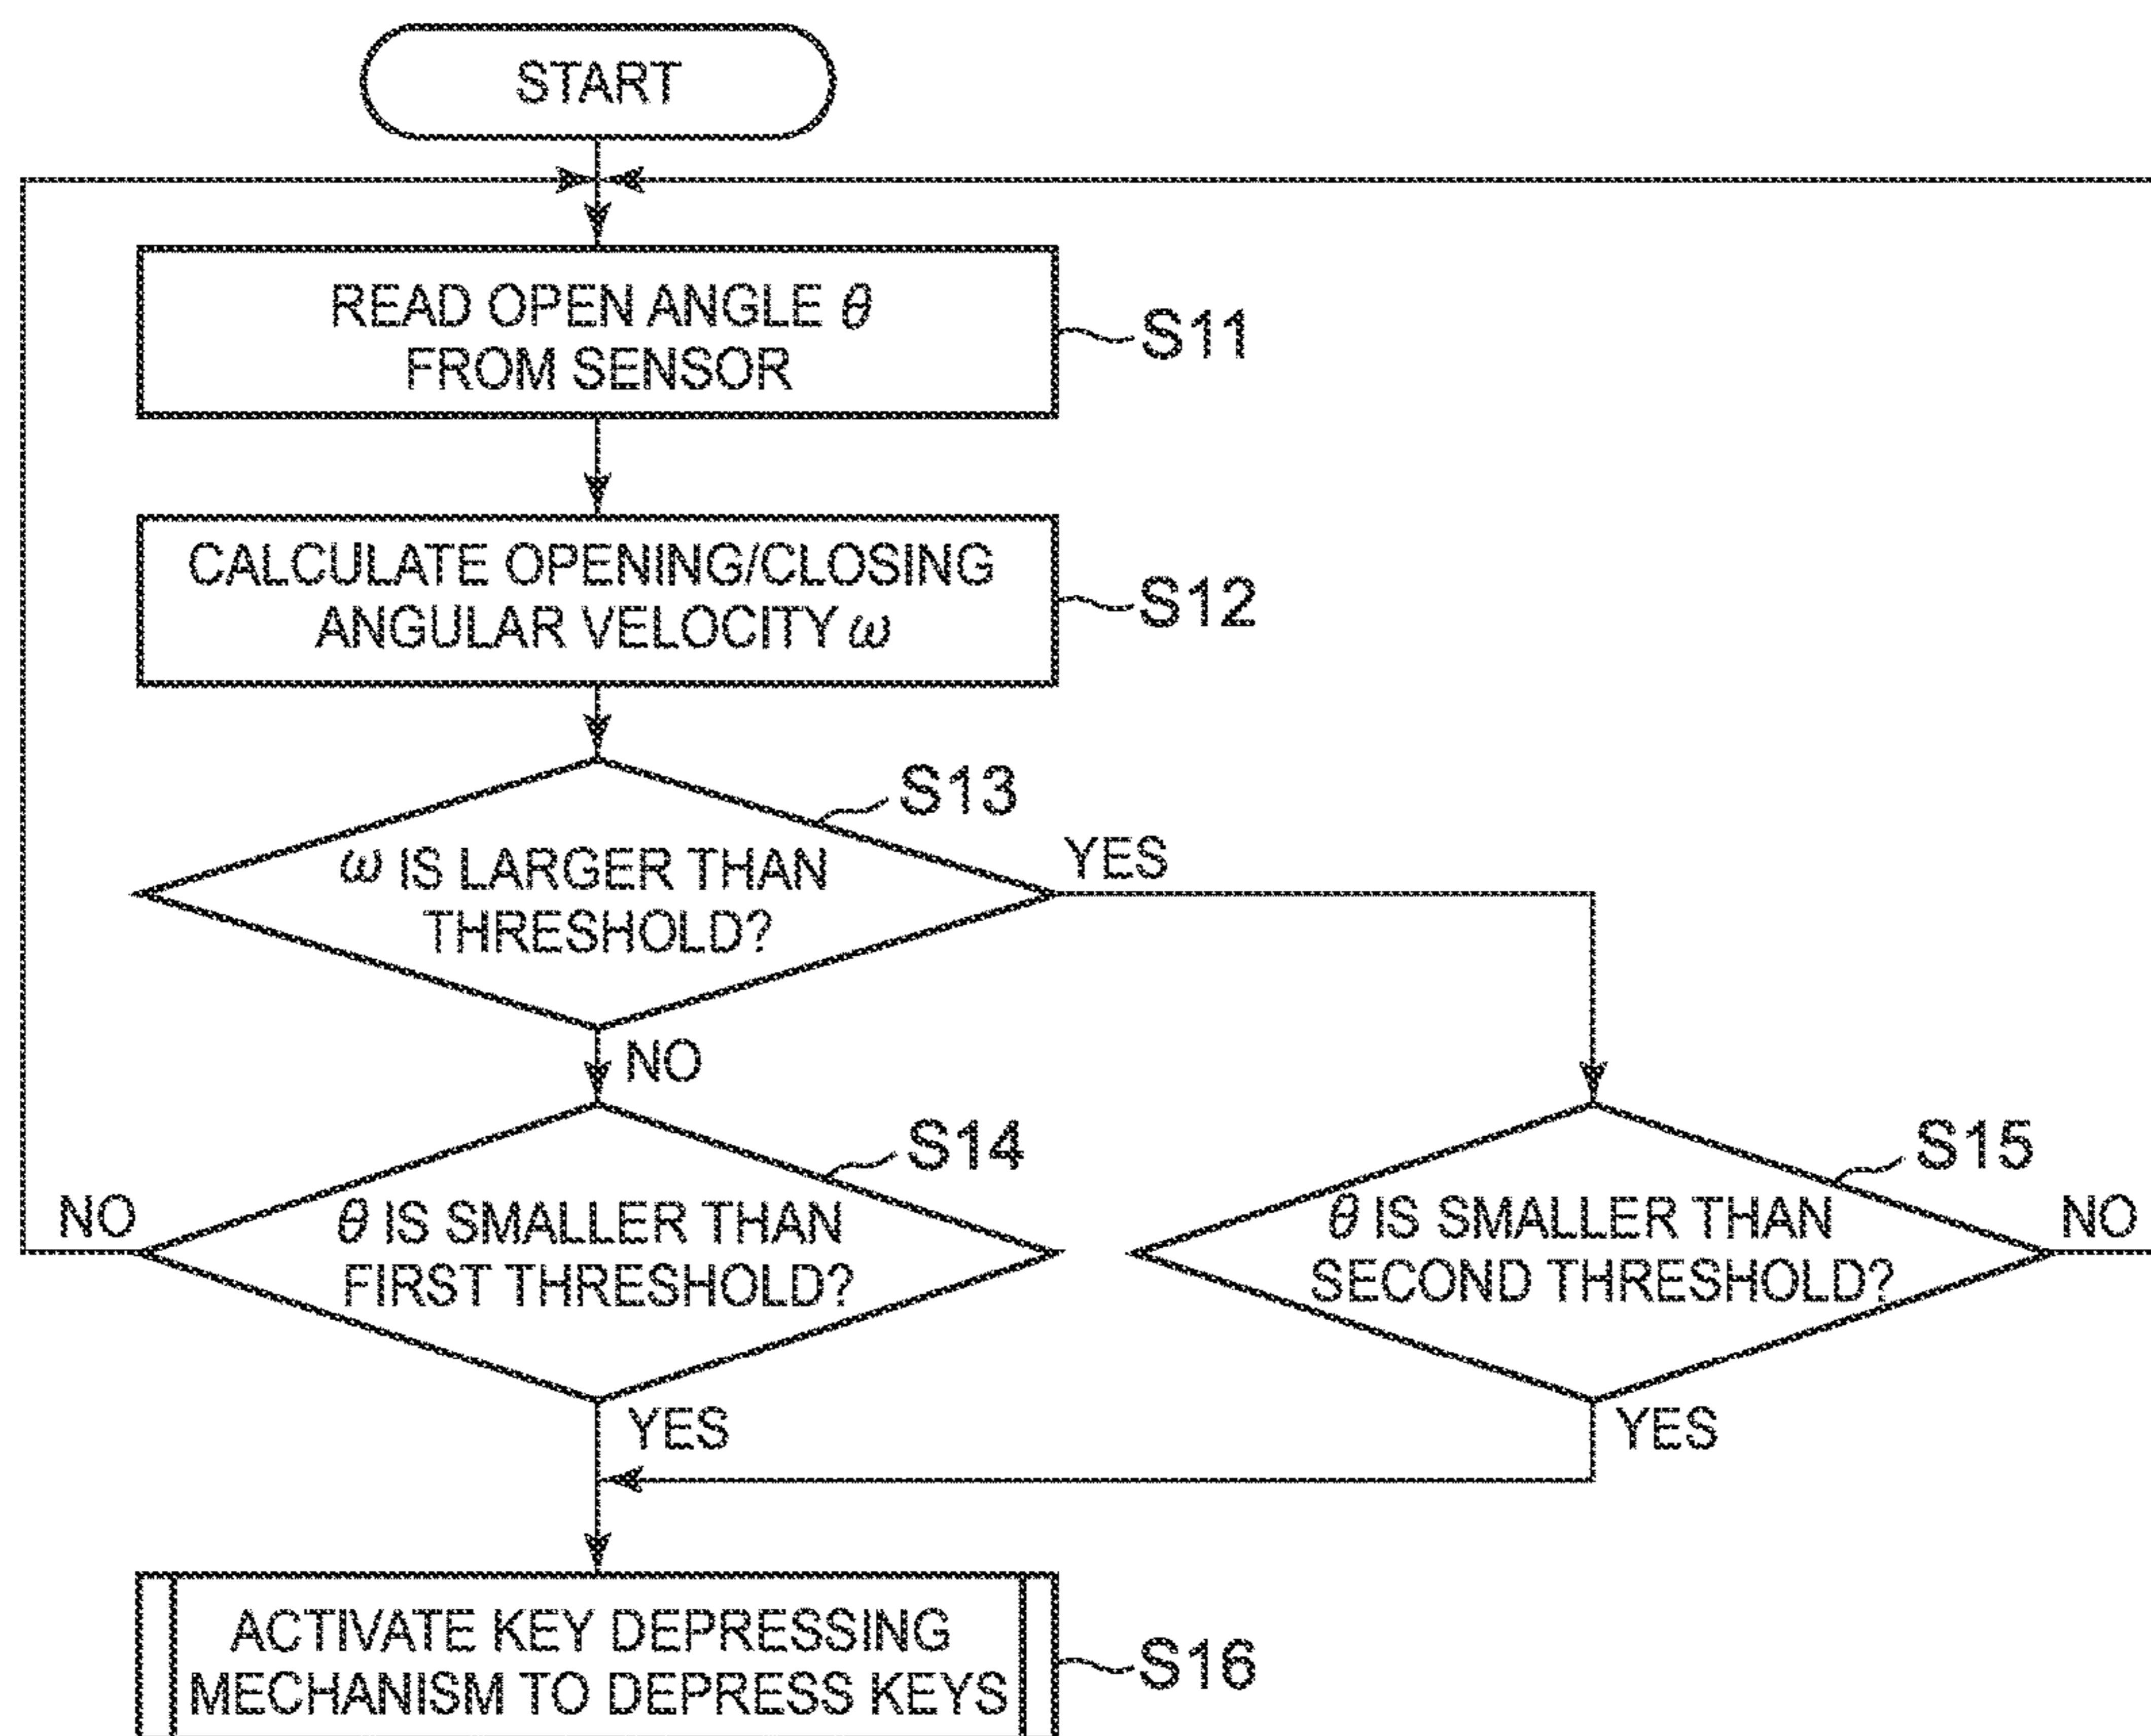 START
READ OPEN ANGLE θ
FROM SENSOR
S11
CALCULATE OPENING/CLOSING
ANGULAR VELOCITY ω
S12
S13
ω IS LARGER THAN
THRESHOLD?
YES
NO
S14
θ IS SMALLER THAN
FIRST THRESHOLD?
NO
YES
S15
θ IS SMALLER THAN
SECOND THRESHOLD?
NO
YES
ACTIVATE KEY DEPRESSING
MECHANISM TO DEPRESS KEYS
S16